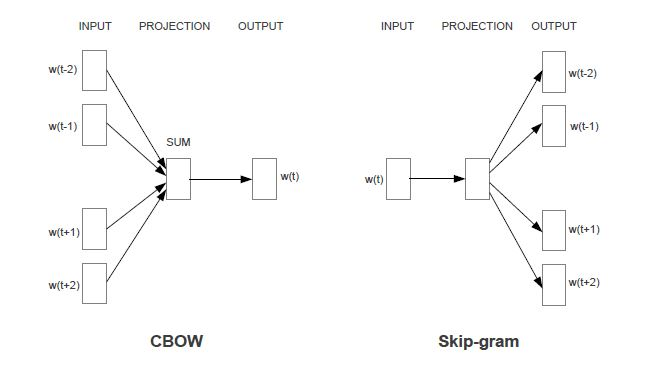 INPUT PROJECTION OUTPUT
w(t-2)
w(t-1)
SUM
w(t)
w(t+1)
w(t+2)
CBOW
INPUT PROJECTION OUTPUT
w(t-2)
w(t-1)
w(t)
w(t+1)
w(t+2)
Skip-gram